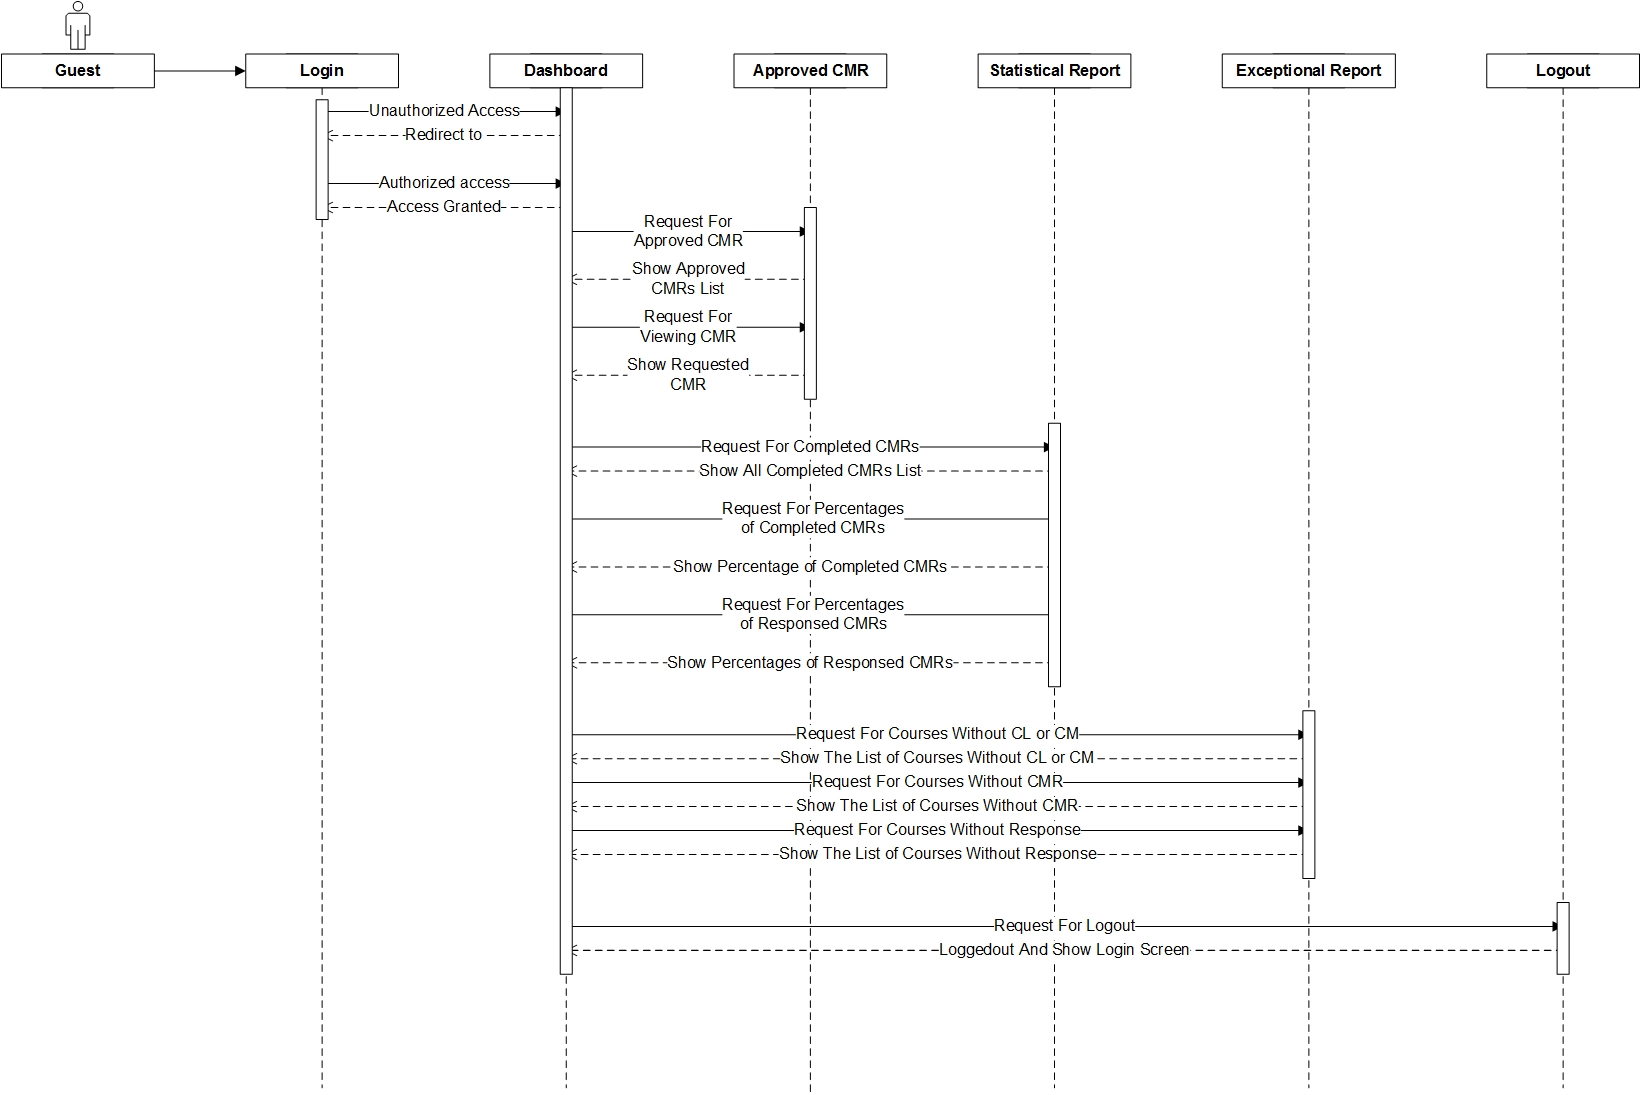 Guest
Login
Dashboard
Approved CMR
Statistical Report
Exceptional Report
Logout
Unauthorized Access
Redirect to
Authorized access
Access Granted
Request For
Approved CMR
Show Approved
CMRs List
Request For
Viewing CMR
Show Requested
CMR
Request For Completed CMRs
Show All Completed CMRs List
Request For Percentages
of Completed CMRs
Show Percentage of Completed CMRs
Request For Percentages
of Responsed CMRs
Show Percentages of Responsed CMRs
Request For Courses Without CL or CM
Show The List of Courses Without CL or CM
Request For Courses Without CMR
Show The List of Courses Without CMR
Request For Courses Without Response
Show The List of Courses Without Response
Request For Logout
Loggedout And Show Login Screen